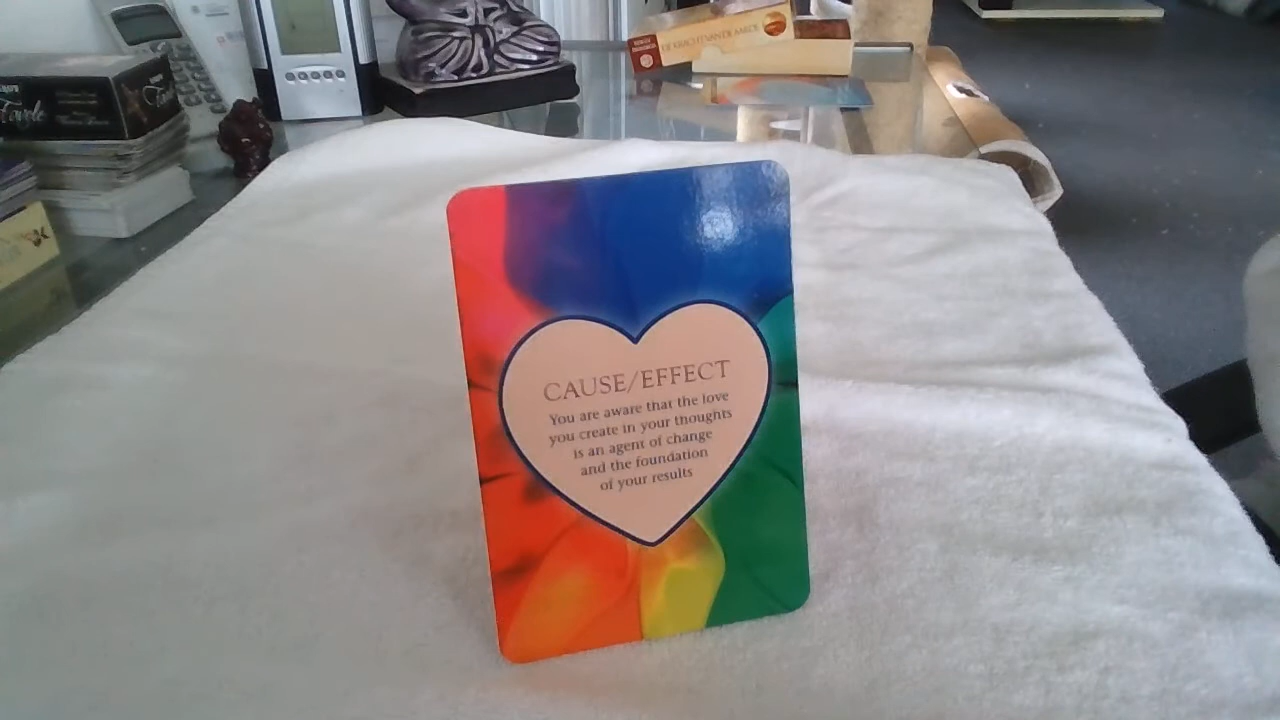 CAUSE/EFFECT
You are aware that the love
you create in your thoughts
is an agent of change
and the foundation
of your results